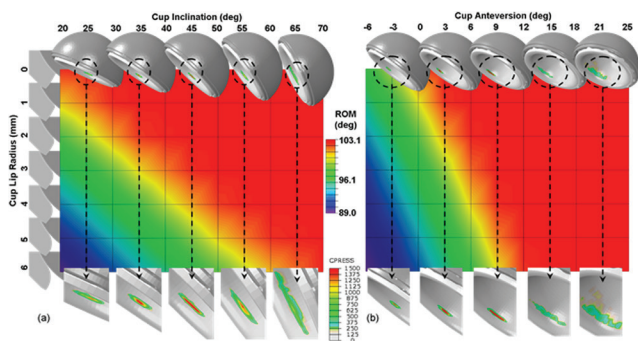 Cup Inclination (deg)
20 30 40 50 60 70
25 35 45 55 65
Cup Lip Radius (mm)
0
1
2
3
4
5
6
ROM
(deg)
103.1
96.1
89.0
CPRESS
1500
1375
1250
1125
1000
875
750
625
500
375
250
125
0
(a)
Cup Anteversion (deg)
-6 0 6 12 18 24
-3 3 9 15 21
(b)